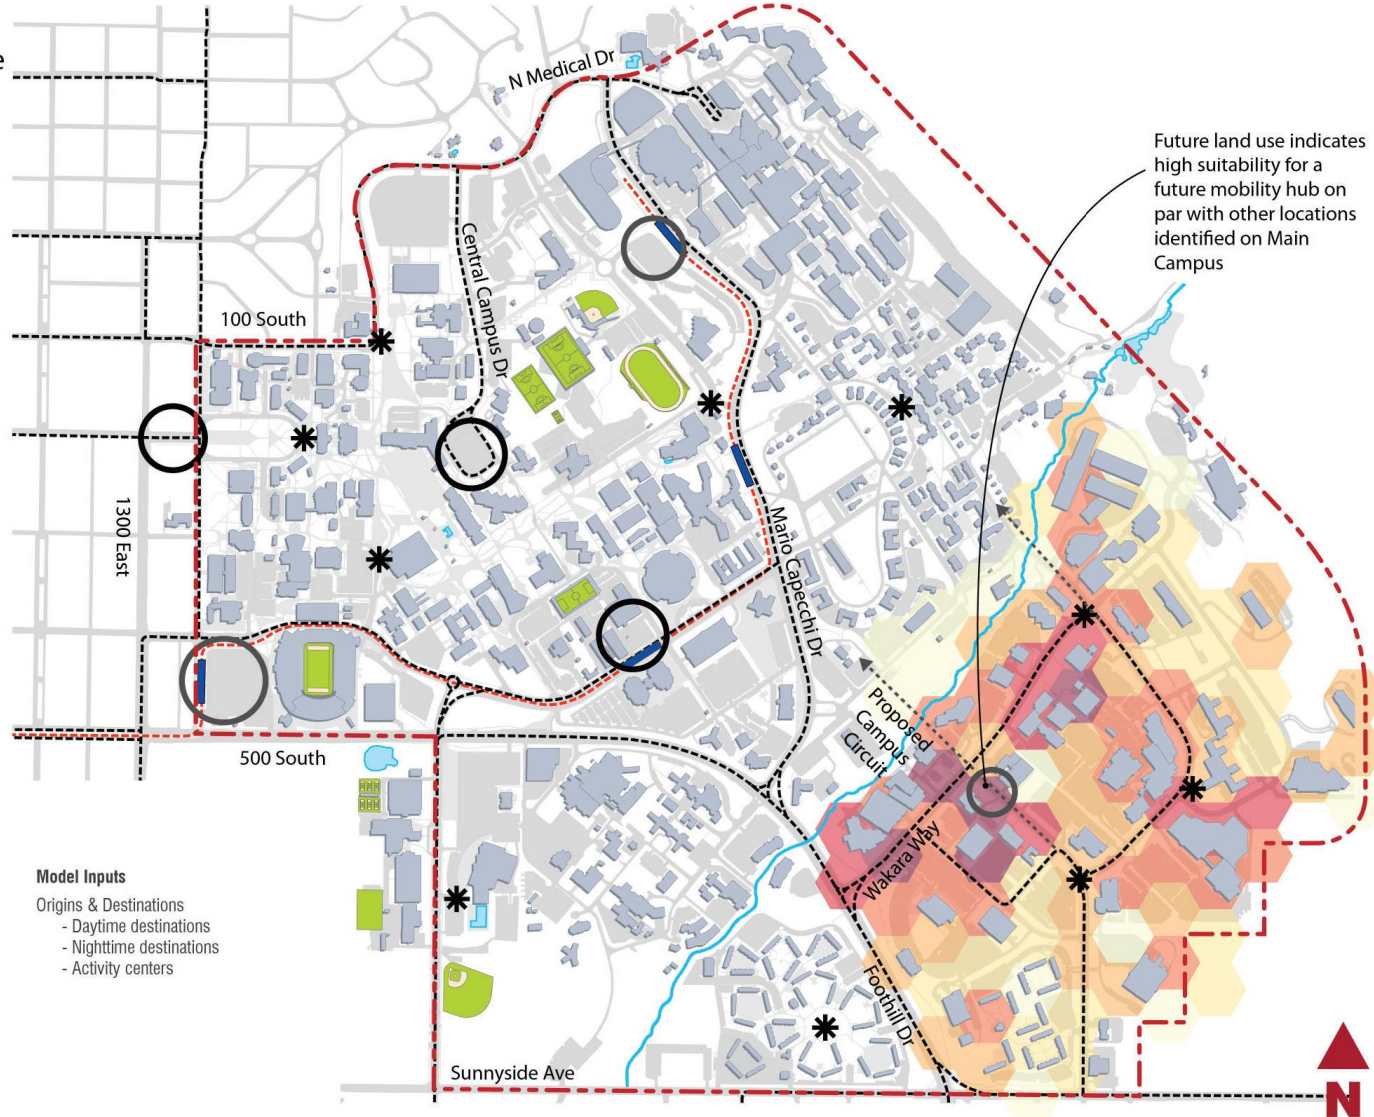 e
N Medical Dr
Future land use indicates
high suitability for a
future mobility hub on
par with other locations
identified on Main
Campus
Central Campus Dr
100 South
1300 East
Mario Capecchi Dr
Proposed
Campus
Circuit
500 South
Wakara Way
Model Inputs
Origins & Destinations
- Daytime destinations
- Nighttime destinations
- Activity centers
Foothill Dr
Sunnyside Ave
N